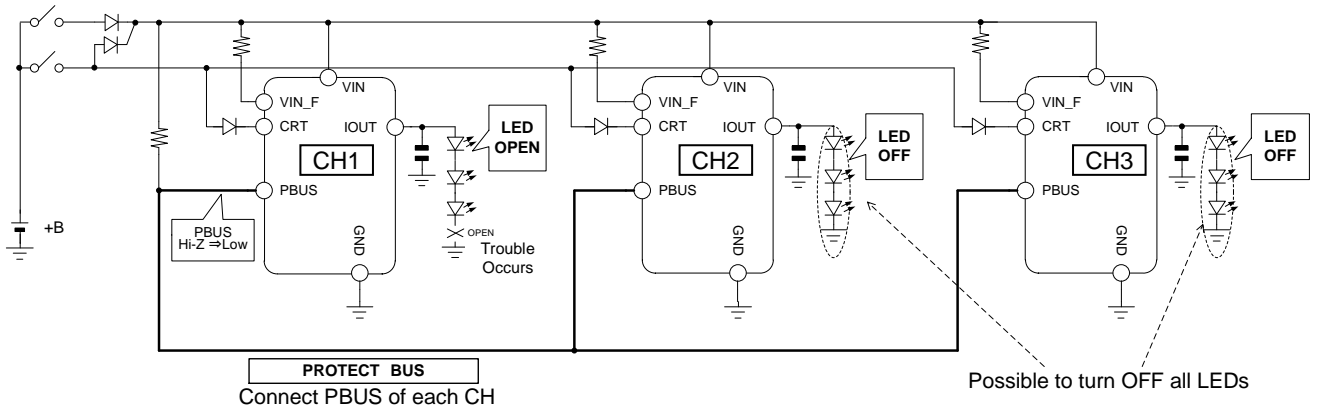 +B
PBUS
Hi-Z ⇒Low
VIN
VIN_F
CRT
IOUT
CH1
PBUS
GND
LED
OPEN
OPEN
Trouble
Occurs
VIN
VIN_F
CRT
IOUT
CH2
PBUS
GND
LED
OFF
VIN
VIN_F
CRT
IOUT
CH3
PBUS
GND
LED
OFF
PROTECT BUS
Connect PBUS of each CH
Possible to turn OFF all LEDs